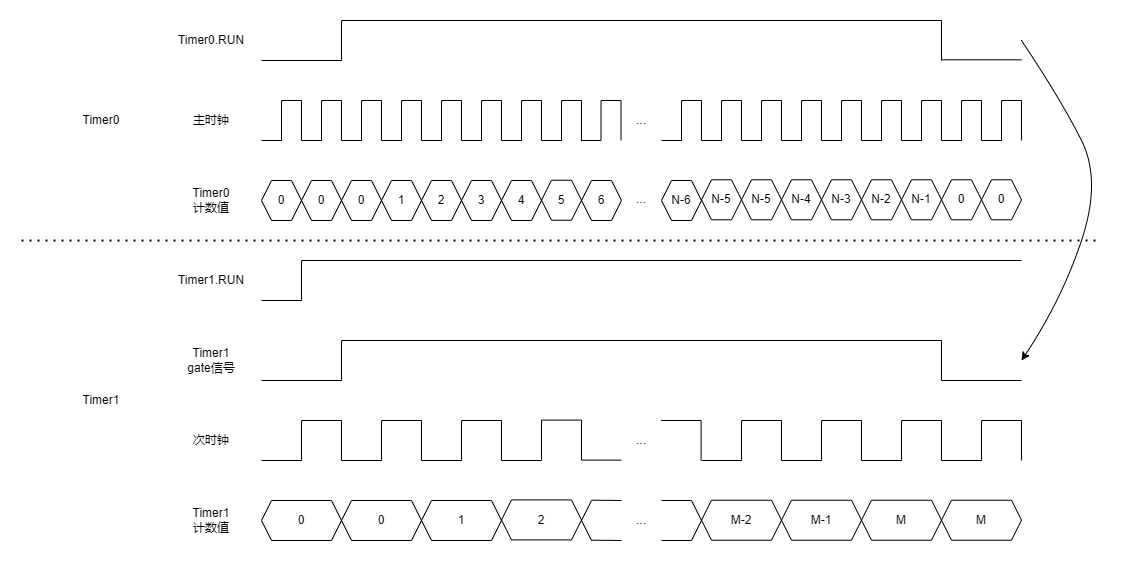 Timer0.RUN
Timer0
主时钟
...
Timer0
计数值
0 0 0 1 2 3 4 5 6 ... N-6 N-5 N-5 N-4 N-3 N-2 N-1 0 0
Timer1.RUN
Timer1
gate信号
Timer1
次时钟
...
Timer1
计数值
0 0 1 2 ... M-2 M-1 M M